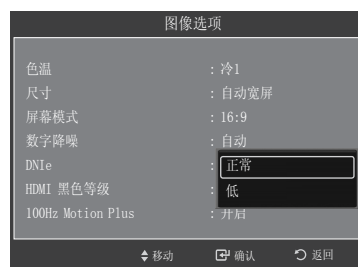 图像选项
色温 : 冷1
尺寸 : 自动宽屏
屏幕模式 : 16:9
数字降噪 : 自动
DNIe : 正常
HDMI 黑色等级 : 低
100Hz Motion Plus : 开启
移动 确认 返回